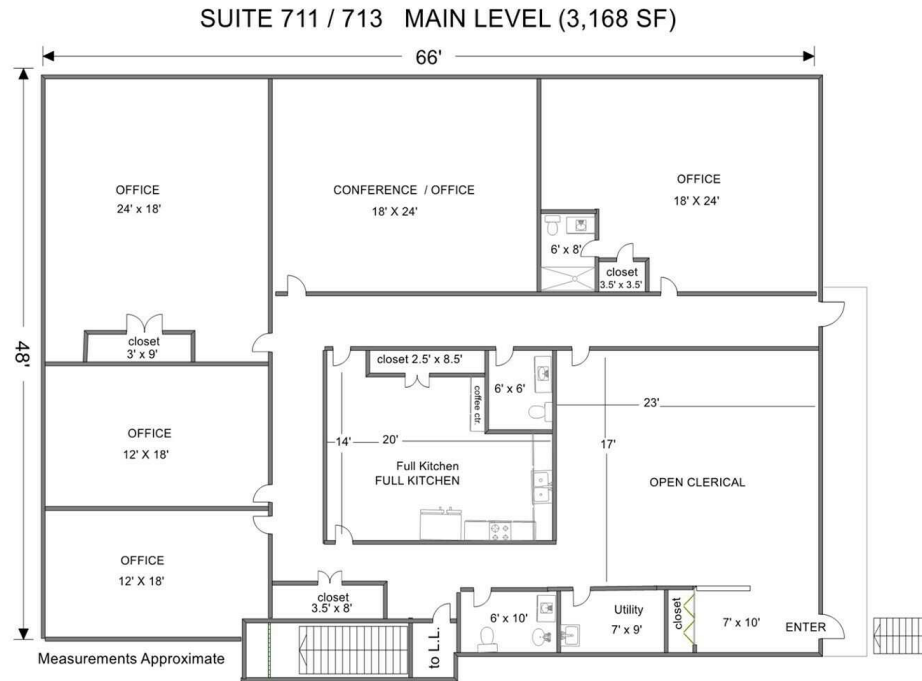 SUITE 711 / 713   MAIN LEVEL (3,168 SF)
66'
48'
OFFICE
24' x 18'
CONFERENCE / OFFICE
18' X 24'
OFFICE
18' X 24'
6' x 8'
closet
3.5' x 3.5'
closet
3' x 9'
closet 2.5' x 8.5'
6' x 6'
coffee ctr.
23'
14'
20'
17'
OFFICE
12' X 18'
Full Kitchen
FULL KITCHEN
OPEN CLERICAL
OFFICE
12' X 18'
closet
3.5' x 8'
6' x 10'
Utility
7' x 9'
closet
7' x 10'
ENTER
to L.L.
Measurements Approximate